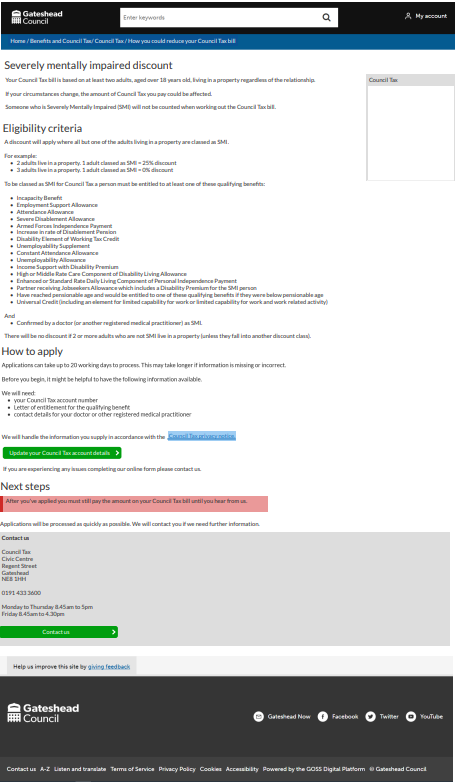 Gateshead
Council
Enter keywords
My account
Home / Benefits and Council Tax/ Council Tax / How you could reduce your Council Tax bill
Severely mentally impaired discount
Your Council Tax bill is based on at least two adults, aged over 18 years old, living in a property regardless of the relationship.
If your circumstances change, the amount of Council Tax you pay could be affected.
Someone who is Severely Mentally Impaired (SMI) will not be counted when working out the Council Tax bill.
Council Tax
Eligibility criteria
A discount will apply where all but one of the adults living in a property are classed as SMI.
For example:
• 2 adults live in a property. 1 adult classed as SMI = 25% discount
• 3 adults live in a property. 1 adult classed as SMI = 0% discount
To be classed as SMI for Council Tax a person must be entitled to at least one of these qualifying benefits:
• Incapacity Benefit
• Employment Support Allowance
• Attendance Allowance
• Severe Disablement Allowance
• Armed Forces Independence Payment
• Increase in rate of Disablement Pension
• Disability Element of Working Tax Credit
• Unemployability Supplement
• Constant Attendance Allowance
• Unemployability Allowance
• Income Support with Disability Premium
• High or Middle Rate Care Component of Disability Living Allowance
• Enhanced or Standard Rate Daily Living Component of Personal Independence Payment
• Partner receiving Jobseekers Allowance which includes a Disability Premium for the SMI person
• Have reached pensionable age and would be entitled to one of these qualifying benefits if they were below pensionable age
• Universal Credit (including an element for limited capability for work or limited capability for work and work related activity)
And
• Confirmed by a doctor (or another registered medical practitioner) as SMI.
There will be no discount if 2 or more adults who are not SMI live in a property (unless they fall into another discount class).
How to apply
Applications can take up to 20 working days to process. This may take longer if information is missing or incorrect.
Before you begin, it might be helpful to have the following information available.
We will need:
• your Council Tax account number
• Letter of entitlement for the qualifying benefit
• contact details for your doctor or other registered medical practitioner
We will handle the information you supply in accordance with the Council Tax privacy notice.
Update your Council Tax account details
If you are experiencing any issues completing our online form please contact us.
Next steps
After you've applied you must still pay the amount on your Council Tax bill until you hear from us.
Applications will be processed as quickly as possible. We will contact you if we need further information.
Contact us
Council Tax
Civic Centre
Regent Street
Gateshead
NE8 1HH
0191 433 3600
Monday to Thursday 8.45am to 5pm
Friday 8.45am to 4.30pm
Contact us
Help us improve this site by giving feedback
Gateshead
Council
Gateshead Now Facebook Twitter YouTube
Contact us A-Z Listen and translate Terms of Service Privacy Policy Cookies Accessibility Powered by the GOSS Digital Platform © Gateshead Council